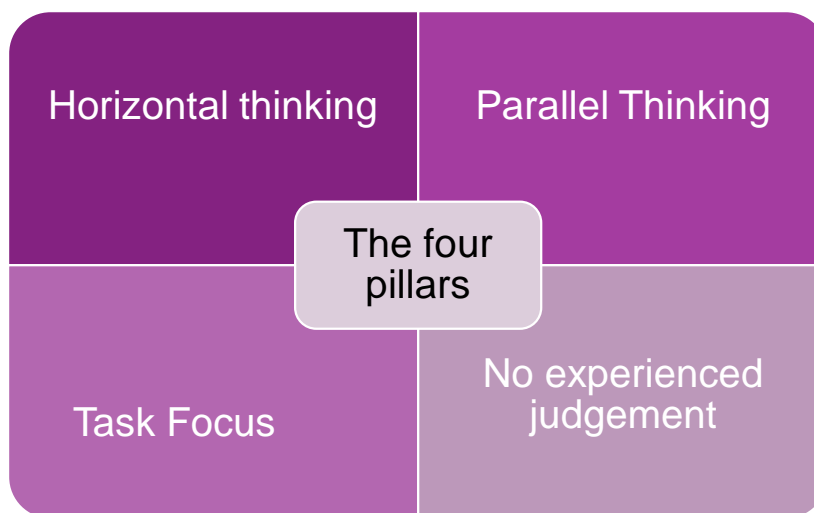 Horizontal thinking
Parallel Thinking
The four
pillars
Task Focus
No experienced
judgement